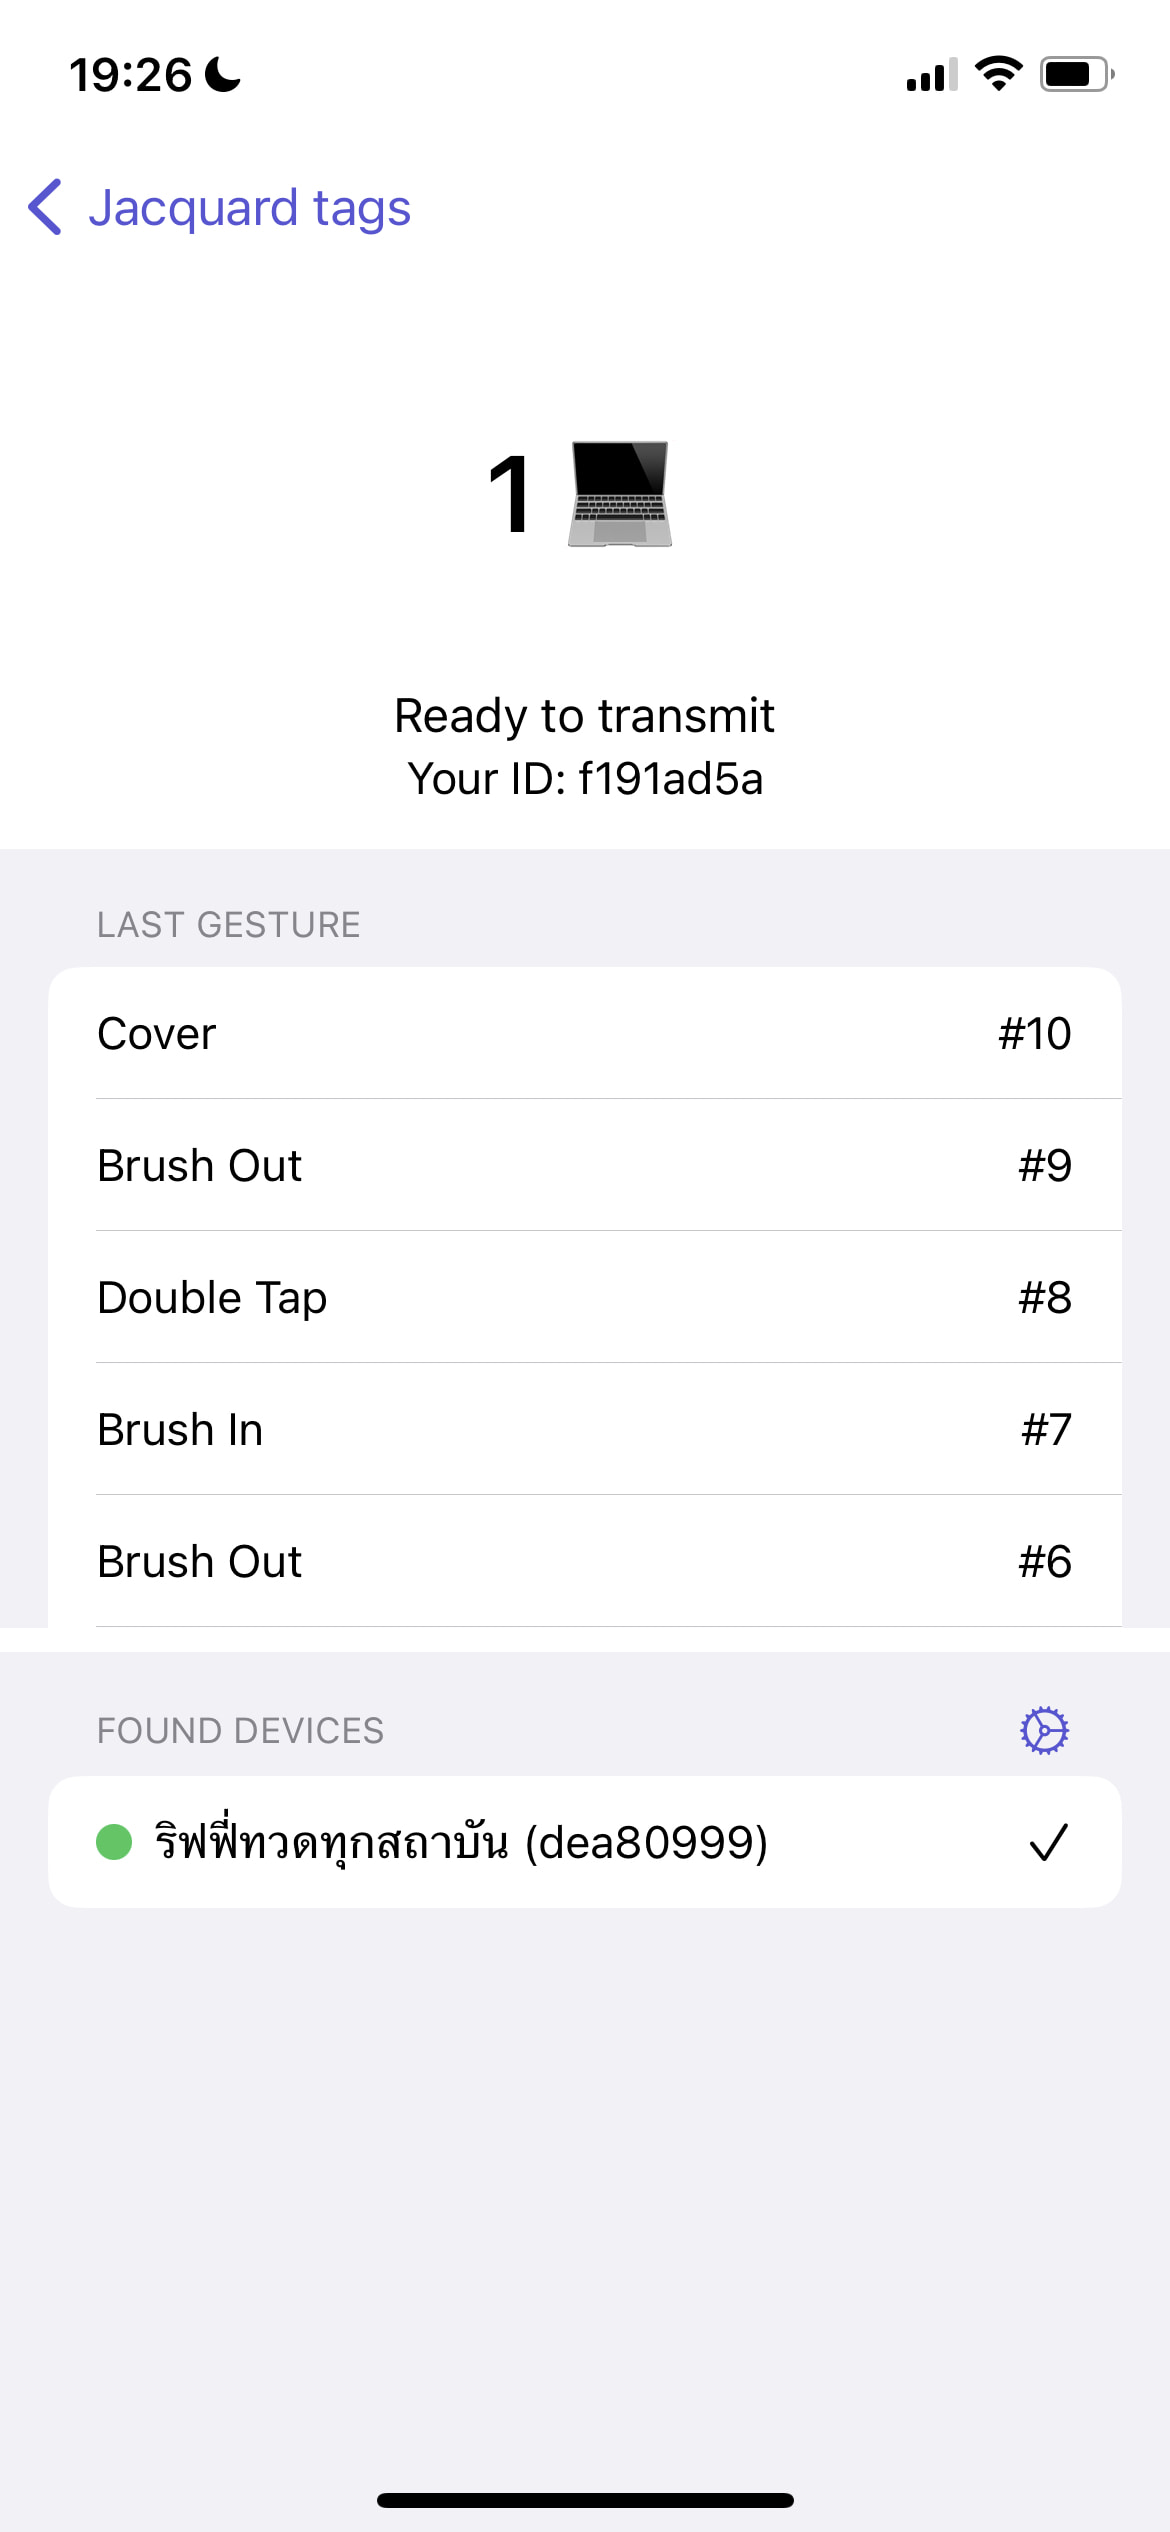 19:26
Jacquard tags
1
Ready to transmit
Your ID: f191ad5a
LAST GESTURE
Cover #10
Brush Out #9
Double Tap #8
Brush In #7
Brush Out #6
FOUND DEVICES
ริฟฟี่ทวดทุกสถาบัน (dea80999)